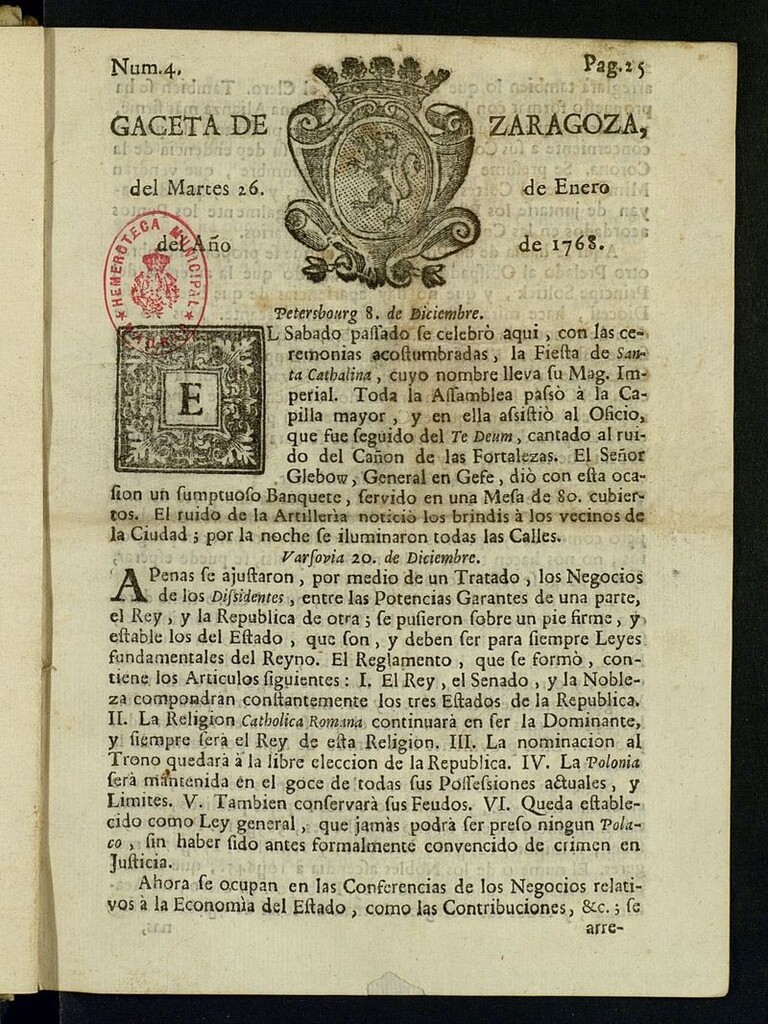 Num.4.
Pag.25
GACETA DE ZARAGOZA,
del Martes 26. de Enero
del Año de 1768.
HEMEROTECA MUNICIPAL
Petersbourg 8. de Diciembre.
EL Sabado paſſado ſe celebrò aqui, con las ce-
remonias acoſtumbradas, la Fieſta de San-
ta Cathalina, cuyo nombre lleva ſu Mag. Im-
perial. Toda la Aſſamblea paſsò à la Ca-
pilla mayor, y en ella aſsiſtiò al Oficio,
que fue ſeguido del Te Deum, cantado al rui-
do del Cañon de las Fortalezas. El Señor
Glebow, General en Gefe, diò con eſta oca-
ſion un ſumptuoſo Banquete, ſervido en una Meſa de 80. cubier-
tos. El ruido de la Artillerìa noticiò los brindis à los vecinos de
la Ciudad; por la noche ſe iluminaron todas las Calles.
Varſovia 20. de Diciembre.
APenas ſe ajuſtaron, por medio de un Tratado, los Negocios
de los Diſsidentes, entre las Potencias Garantes de una parte,
el Rey, y la Republica de otra; ſe puſieron ſobre un pie firme, y
eſtable los del Eſtado, que ſon, y deben ſer para ſiempre Leyes
fundamentales del Reyno. El Reglamento, que ſe formò, con-
tiene los Articulos ſiguientes: I. El Rey, el Senado, y la Noble-
za compondran conſtantemente los tres Eſtados de la Republica.
II. La Religion Catholica Romana continuarà en ſer la Dominante,
y ſiempre ſerà el Rey de eſta Religion. III. La nominacion al
Trono quedarà à la libre eleccion de la Republica. IV. La Polonia
ſerà mantenida en el goce de todas ſus Poſſeſsiones actuales, y
Limites. V. Tambien conſervarà ſus Feudos. VI. Queda eſtable-
cido como Ley general, que jamàs podrà ſer preſo ningun Pola-
co, ſin haber ſido antes formalmente convencido de crimen en
Juſticia.
Ahora ſe ocupan en las Conferencias de los Negocios relati-
vos à la Economìa del Eſtado, como las Contribuciones, &c.; ſe
arre-